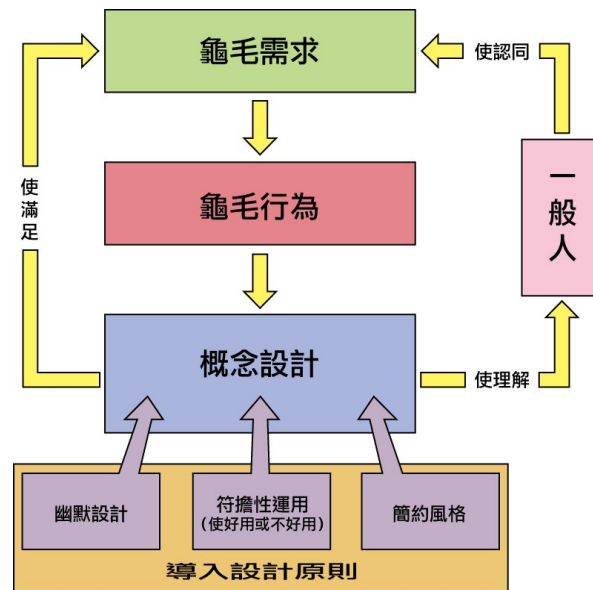 龜毛需求
使認同
龜毛行為
使滿足
一般人
概念設計
使理解
幽默設計
符擔性運用
(使好用或不好用)
簡約風格
導入設計原則